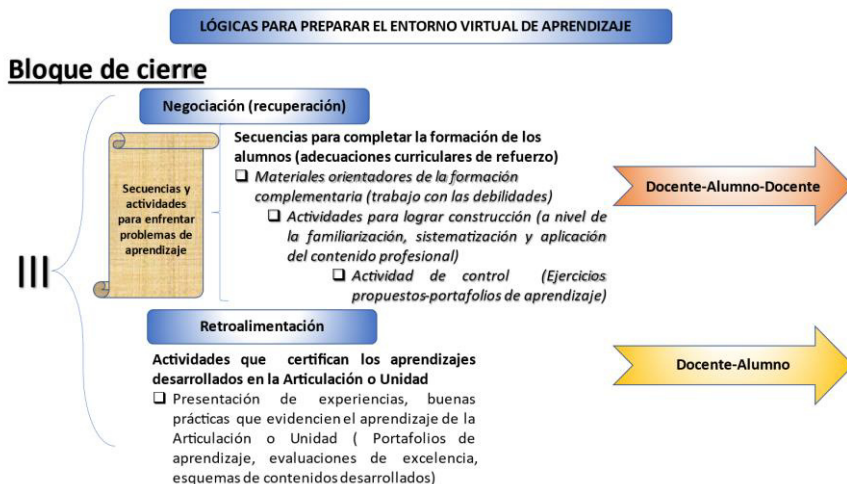 LÓGICAS PARA PREPARAR EL ENTORNO VIRTUAL DE APRENDIZAJE
Bloque de cierre
III
Negociación (recuperación)
Secuencias y
actividades
para enfrentar
problemas de
aprendizaje
Secuencias para completar la formación de los
alumnos (adecuaciones curriculares de refuerzo)
❑ Materiales orientadores de la formación
complementaria (trabajo con las debilidades)
❑ Actividades para lograr construcción (a nivel de
la familiarización, sistematización y aplicación
del contenido profesional)
❑ Actividad de control (Ejercicios
propuestos-portafolios de aprendizaje)
Docente-Alumno-Docente
Retroalimentación
Actividades que certifican los aprendizajes
desarrollados en la Articulación o Unidad
❑ Presentación de experiencias, buenas
prácticas que evidencien el aprendizaje de la
Articulación o Unidad ( Portafolios de
aprendizaje, evaluaciones de excelencia,
esquemas de contenidos desarrollados)
Docente-Alumno